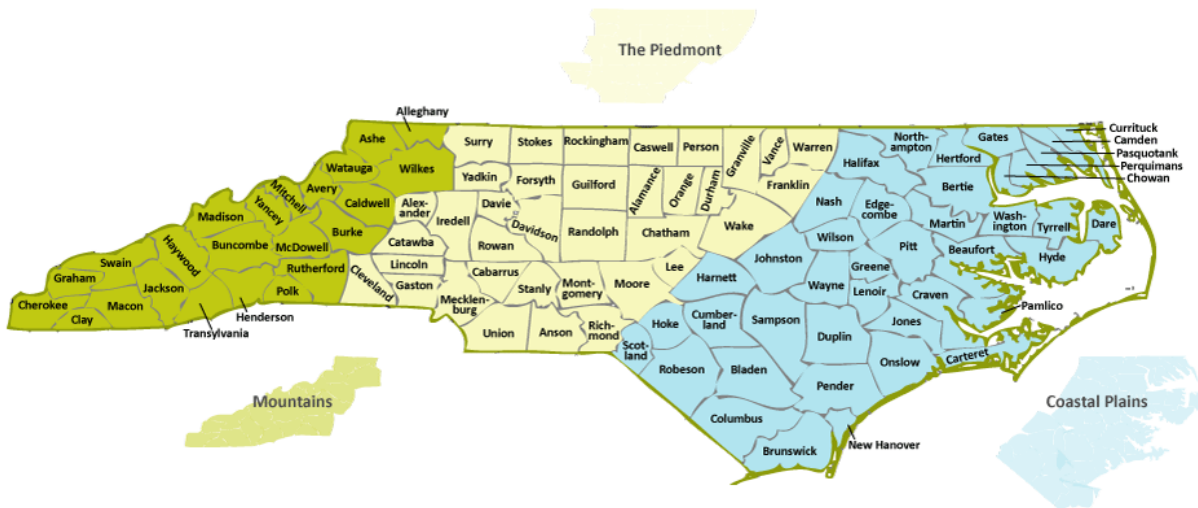 The Piedmont
Alleghany
Ashe
Surry
Stokes
Rockingham
Caswell
Person
Granville
Vance
Warren
North-
ampton
Gates
Currituck
Camden
Pasquotank
Perquimans
Chowan
Hertford
Halifax
Watauga
Wilkes
Yadkin
Forsyth
Guilford
Alamance
Orange
Durham
Franklin
Bertie
Mitchell
Avery
Yancey
Caldwell
Alex-
ander
Iredell
Davie
Davidson
Randolph
Chatham
Wake
Nash
Edge-
combe
Martin
Wash-
ington
Tyrrell
Dare
Madison
Buncombe
McDowell
Burke
Catawba
Rowan
Wilson
Pitt
Beaufort
Hyde
Haywood
Swain
Graham
Jackson
Rutherford
Cleveland
Lincoln
Gaston
Cabarrus
Stanly
Mont-
gomery
Moore
Lee
Harnett
Johnston
Wayne
Greene
Lenoir
Craven
Pamlico
Cherokee
Clay
Macon
Transylvania
Henderson
Polk
Mecklen-
burg
Union
Anson
Rich-
mond
Scot-
land
Hoke
Cumber-
land
Sampson
Duplin
Jones
Onslow
Carteret
Robeson
Bladen
Pender
Columbus
Brunswick
New Hanover
Mountains
Coastal Plains